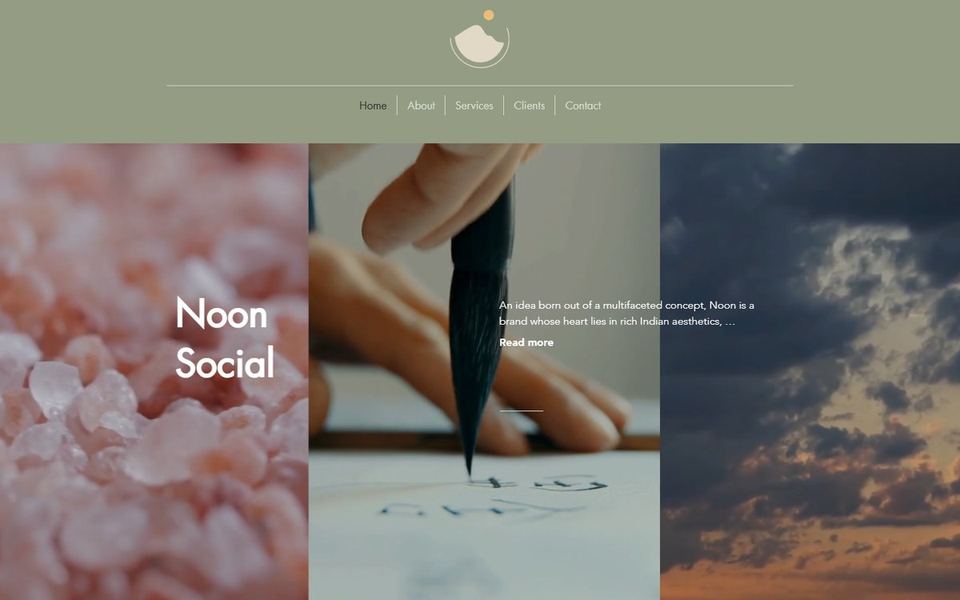 Home
About
Services
Clients
Contact
Noon
Social
An idea born out of a multifaceted concept, Noon is a
brand whose heart lies in rich Indian aesthetics, ...
Read more